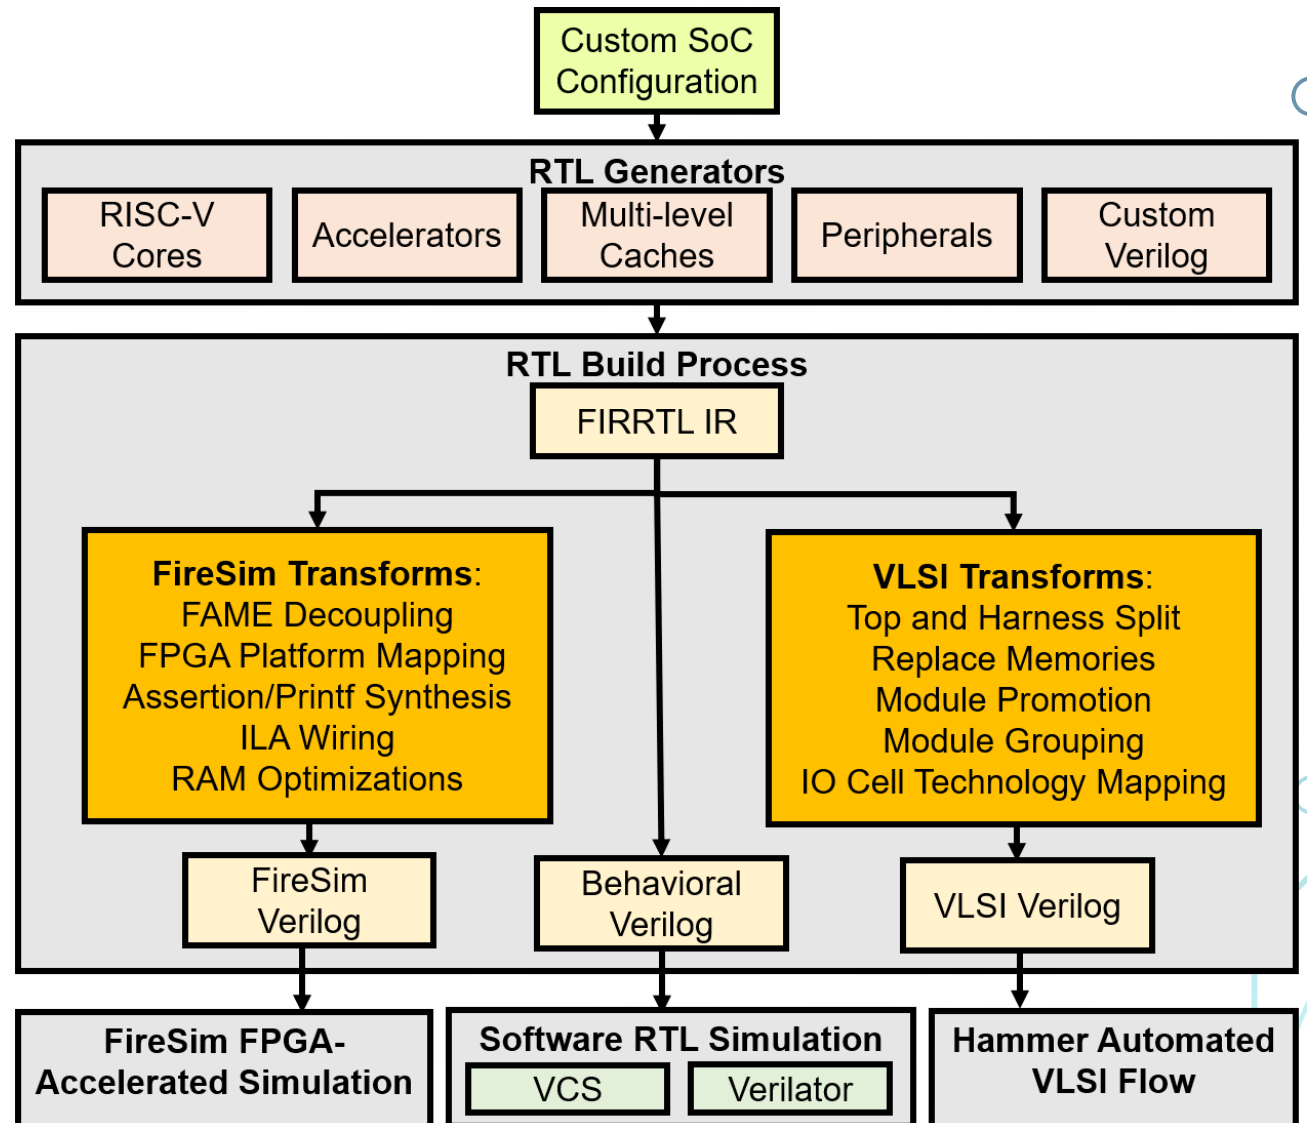 Custom SoC
Configuration
RTL Generators
RISC-V
Cores
Accelerators
Multi-level
Caches
Peripherals
Custom
Verilog
RTL Build Process
FIRRTL IR
FireSim Transforms:
FAME Decoupling
FPGA Platform Mapping
Assertion/Printf Synthesis
ILA Wiring
RAM Optimizations
VLSI Transforms:
Top and Harness Split
Replace Memories
Module Promotion
Module Grouping
IO Cell Technology Mapping
FireSim
Verilog
Behavioral
Verilog
VLSI Verilog
FireSim FPGA-
Accelerated Simulation
Software RTL Simulation
VCS
Verilator
Hammer Automated
VLSI Flow